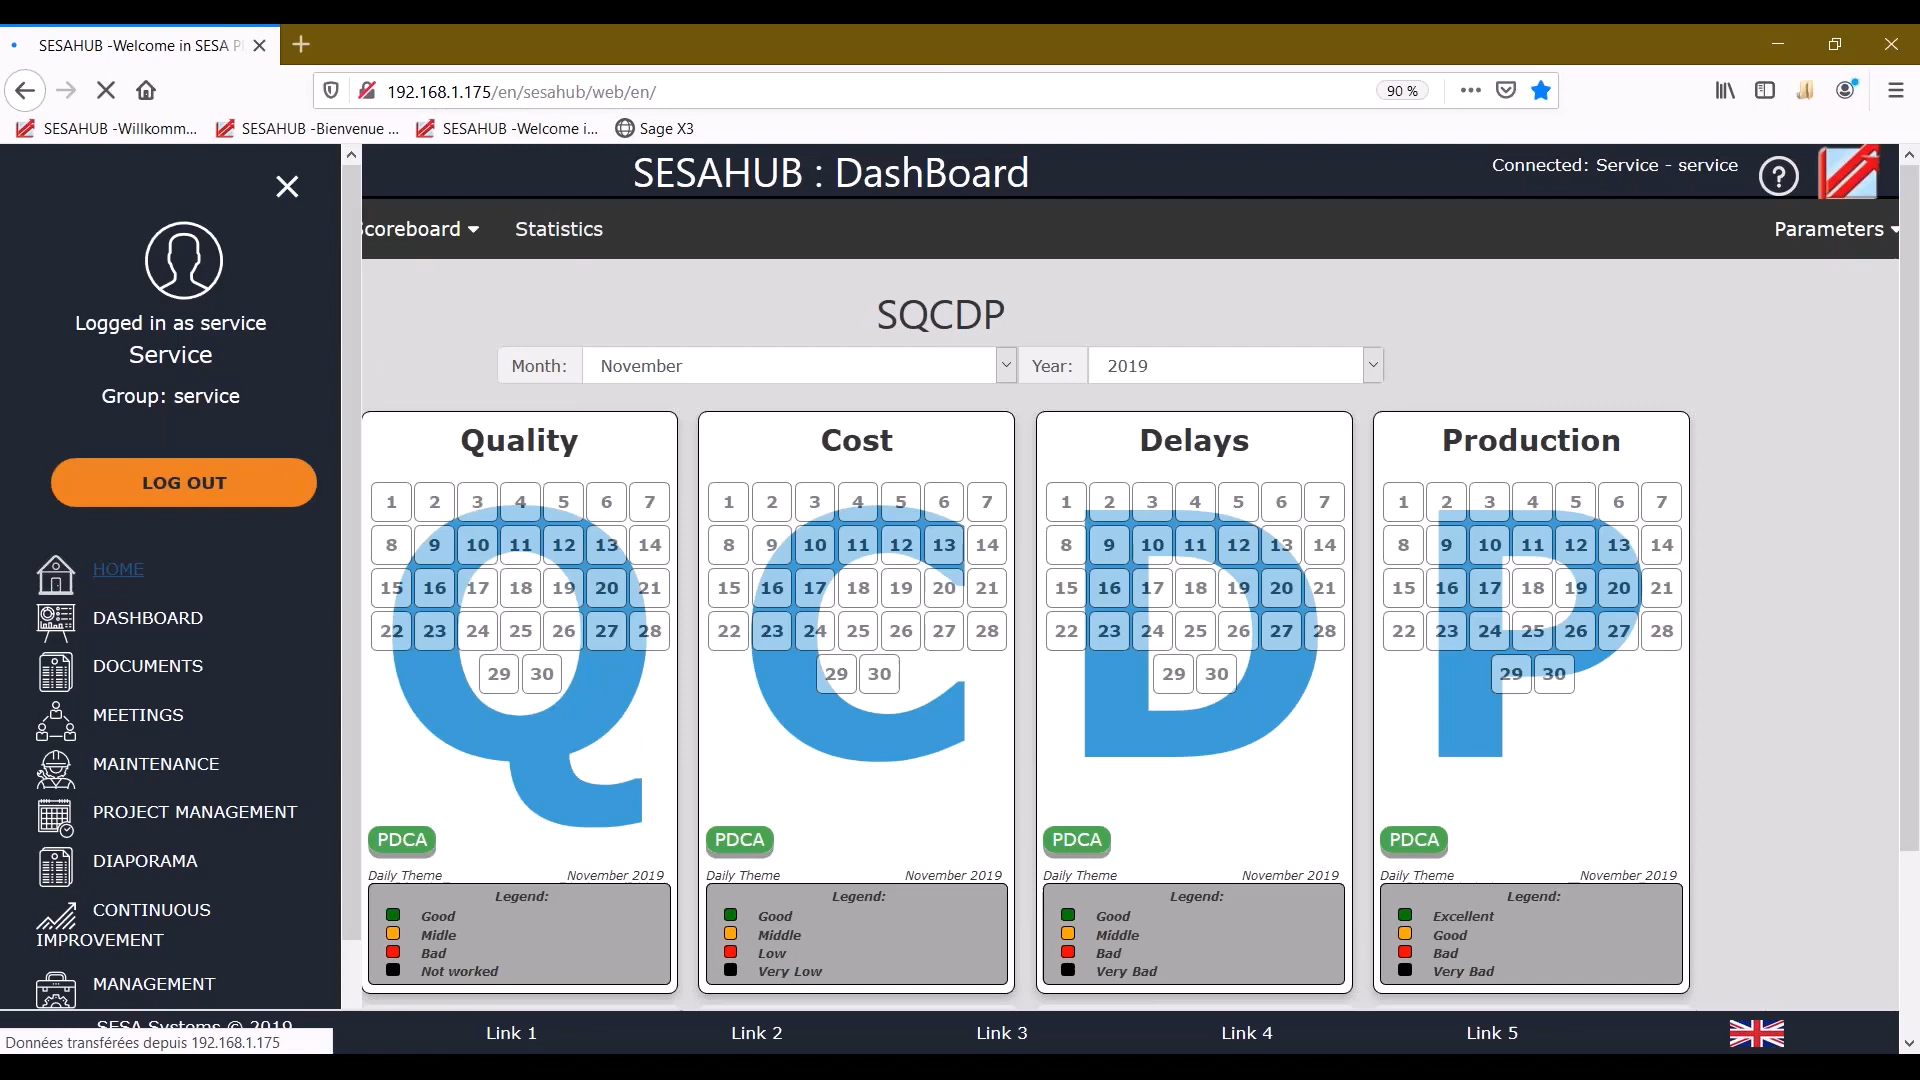 SESAHUB -Welcome in SESA P
192.168.1.175/en/sesahub/web/en/
90 %
SESAHUB -Willkomm...
SESAHUB -Bienvenue ...
SESAHUB -Welcome i...
Sage X3
SESAHUB : DashBoard
Connected: Service - service
?
coreboard
Statistics
Parameters
Logged in as service
Service
Group: service
LOG OUT
HOME
DASHBOARD
DOCUMENTS
MEETINGS
MAINTENANCE
PROJECT MANAGEMENT
DIAPORAMA
CONTINUOUS
IMPROVEMENT
MANAGEMENT
SESA Systems © 2019
Données transférées depuis 192.168.1.175
SQCDP
Month: November
Year: 2019
Quality
1 2 3 4 5 6 7
8 9 10 11 12 13 14
15 16 17 18 19 20 21
22 23 24 25 26 27 28
29 30
Q
PDCA
Daily Theme_ _November 2019
Legend:
Good
Midle
Bad
Not worked
Cost
1 2 3 4 5 6 7
8 9 10 11 12 13 14
15 16 17 18 19 20 21
22 23 24 25 26 27 28
29 30
C
PDCA
Daily Theme November 2019
Legend:
Good
Middle
Low
Very Low
Delays
1 2 3 4 5 6 7
8 9 10 11 12 13 14
15 16 17 18 19 20 21
22 23 24 25 26 27 28
29 30
D
PDCA
Daily Theme November 2019
Legend:
Good
Middle
Bad
Very Bad
Production
1 2 3 4 5 6 7
8 9 10 11 12 13 14
15 16 17 18 19 20 21
22 23 24 25 26 27 28
29 30
P
PDCA
Daily Theme November 2019
Legend:
Excellent
Good
Bad
Very Bad
Link 1
Link 2
Link 3
Link 4
Link 5